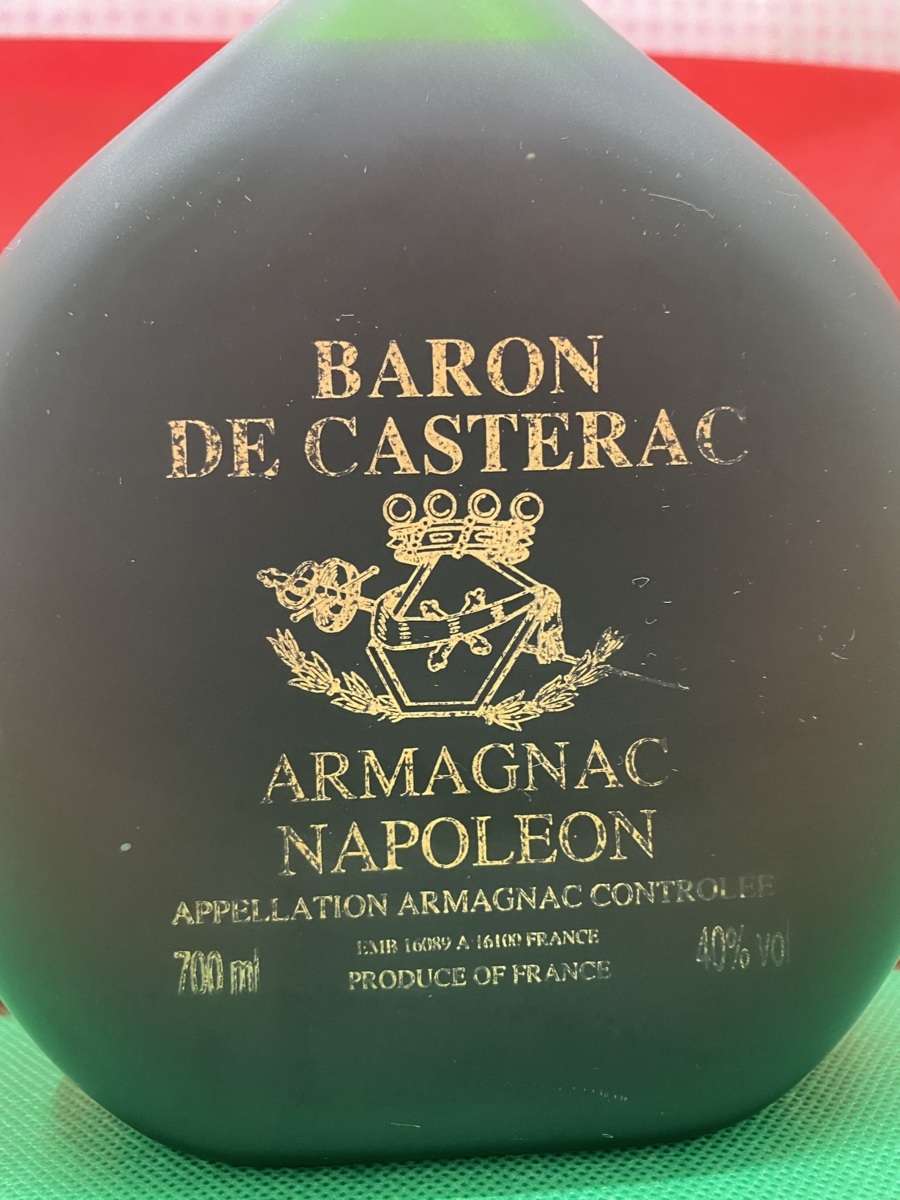 BARON
DE CASTERAC
ARMAGNAC
NAPOLEON
APPELLATION ARMAGNAC CONTROLEE
700 ml
EMB 16089 A 16100 FRANCE
40% vol
PRODUCE OF FRANCE